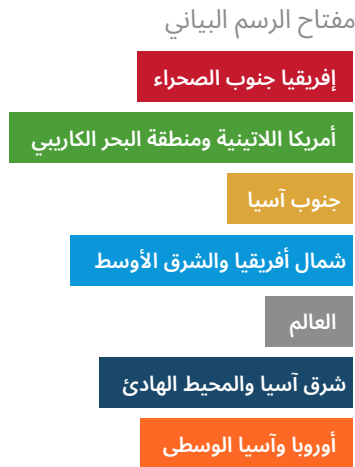 مفتاح الرسم البياني
إفريقيا جنوب الصحراء
أمريكا اللاتينية ومنطقة البحر الكاريبي
جنوب آسيا
شمال أفريقيا والشرق الأوسط
العالم
شرق آسيا والمحيط الهادئ
أوروبا وآسيا الوسطى